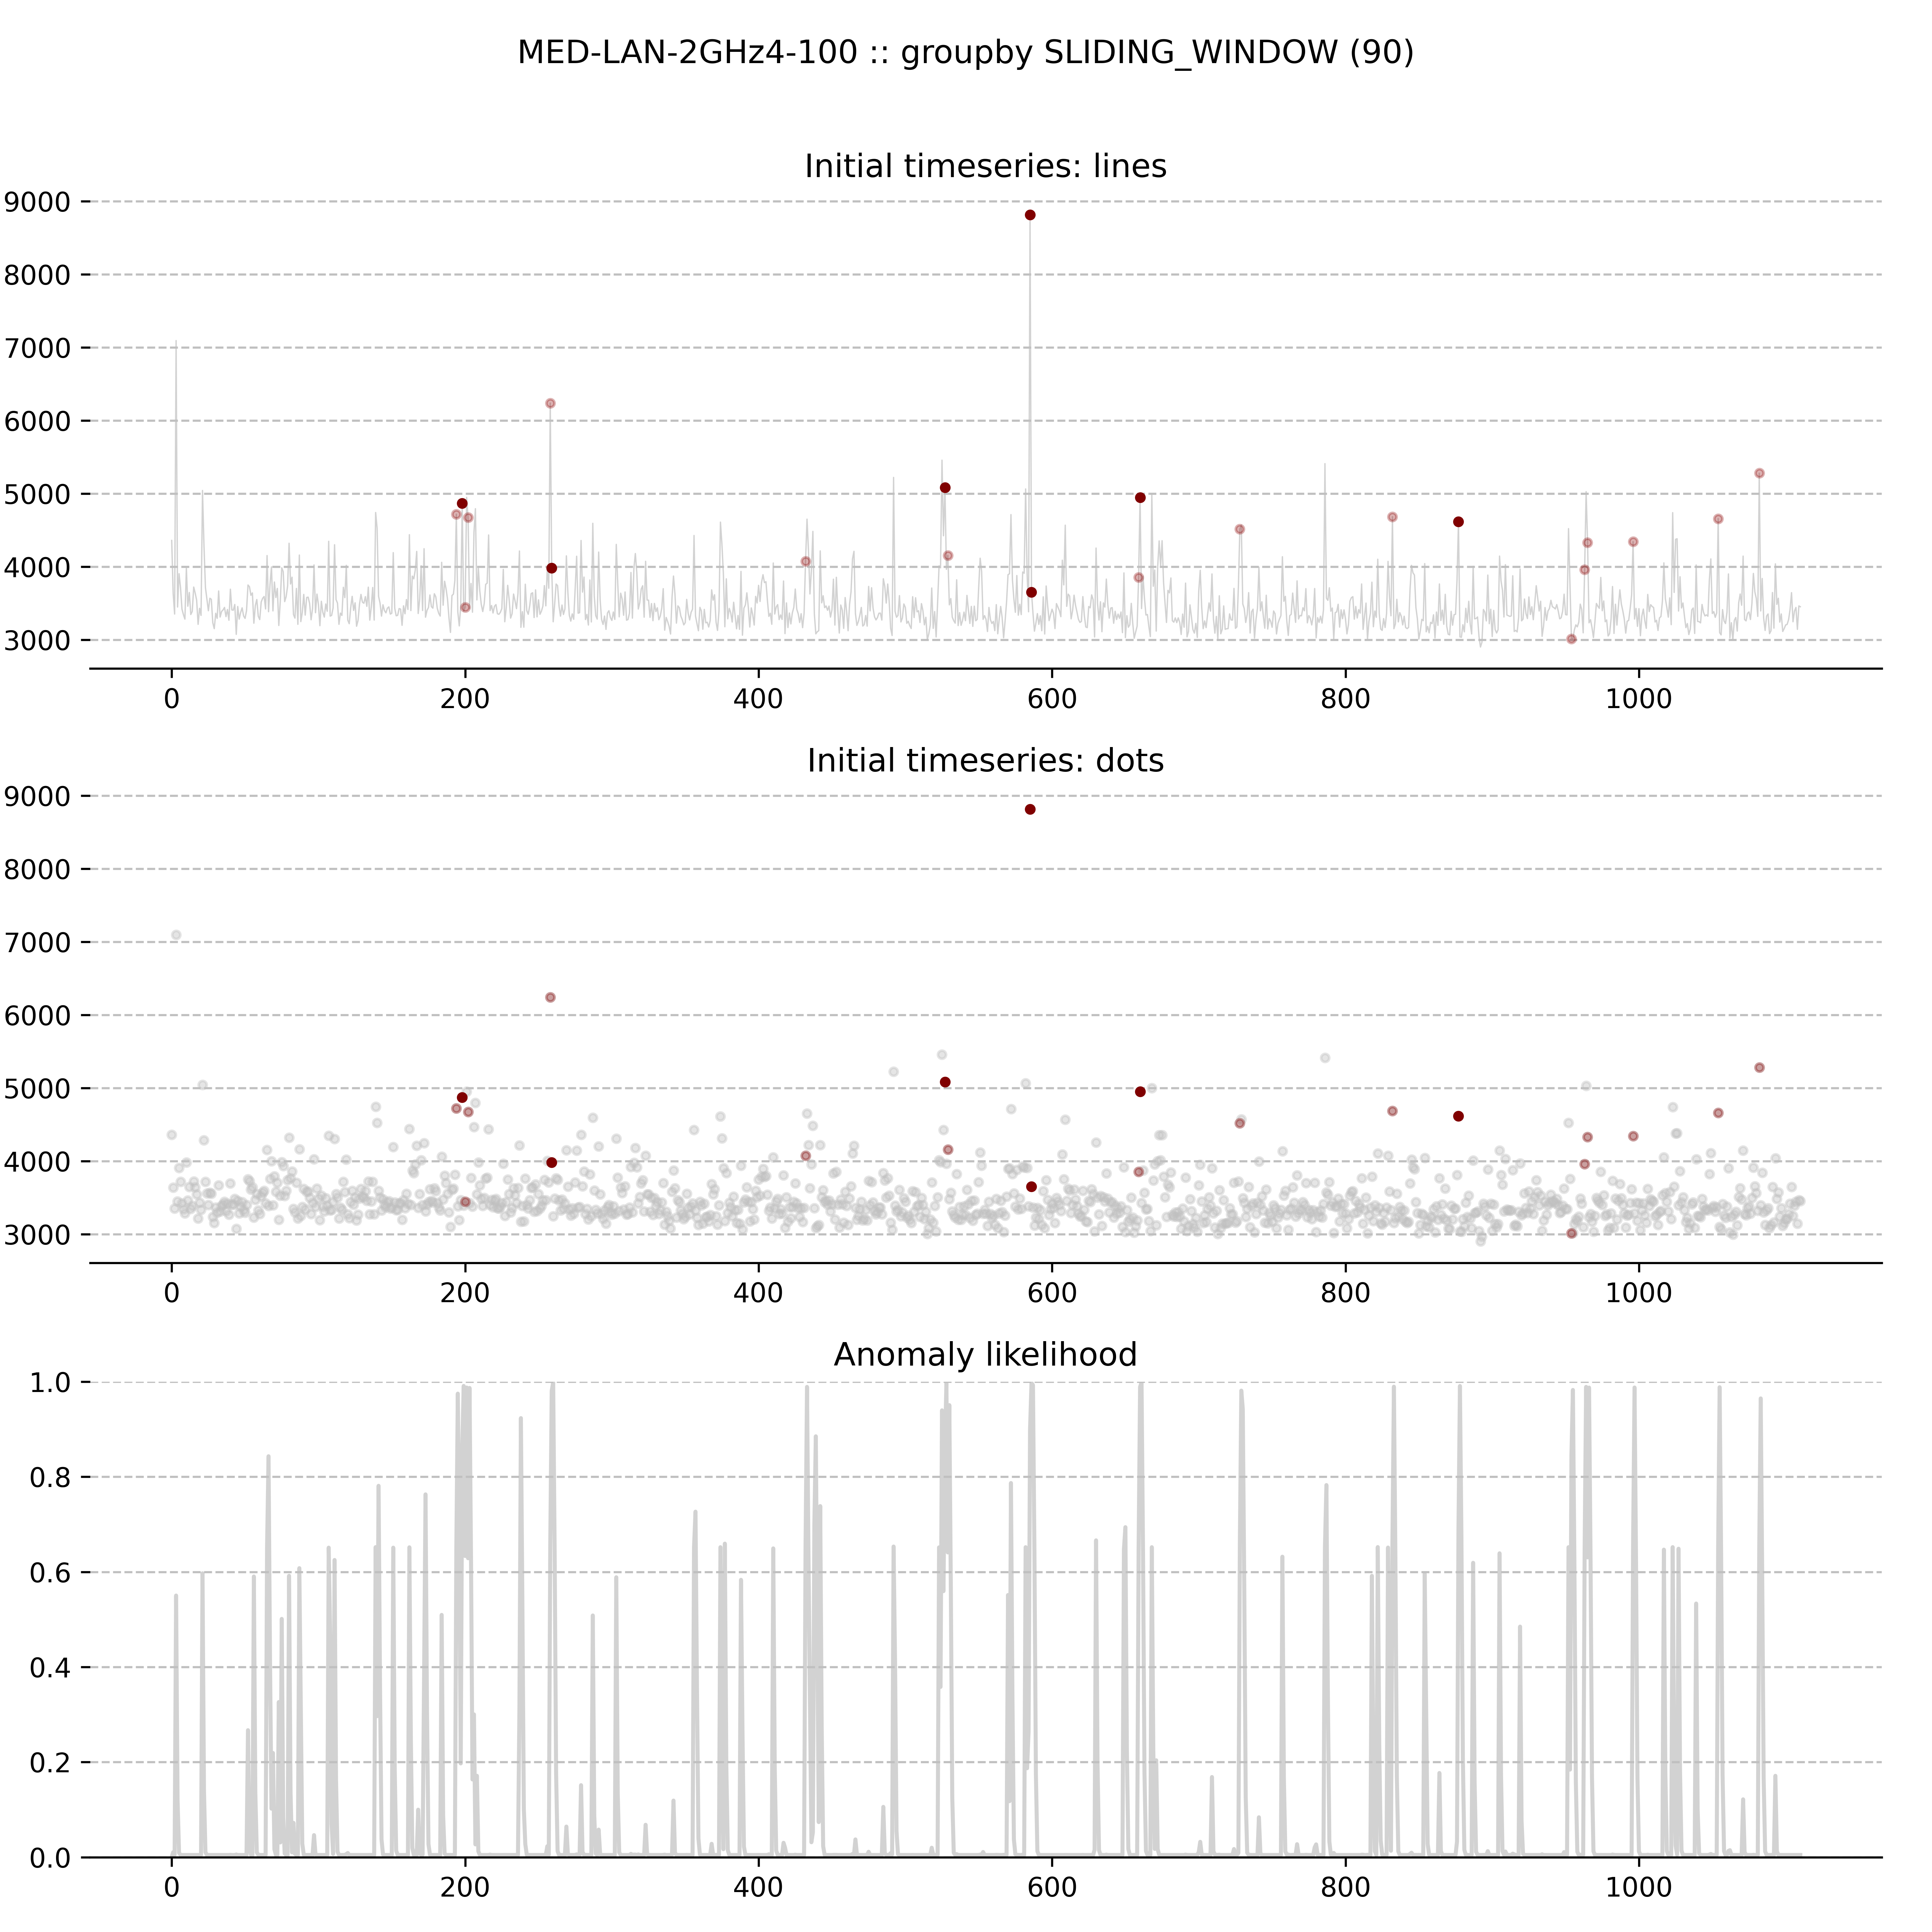 MED-LAN-2GHz4-100 :: groupby SLIDING_WINDOW (90)
Initial timeseries: lines
9000
8000
7000
6000
5000
4000
3000
0 200 400 600 800 1000
Initial timeseries: dots
9000
8000
7000
6000
5000
4000
3000
0 200 400 600 800 1000
Anomaly likelihood
1.0
0.8
0.6
0.4
0.2
0.0
0 200 400 600 800 1000